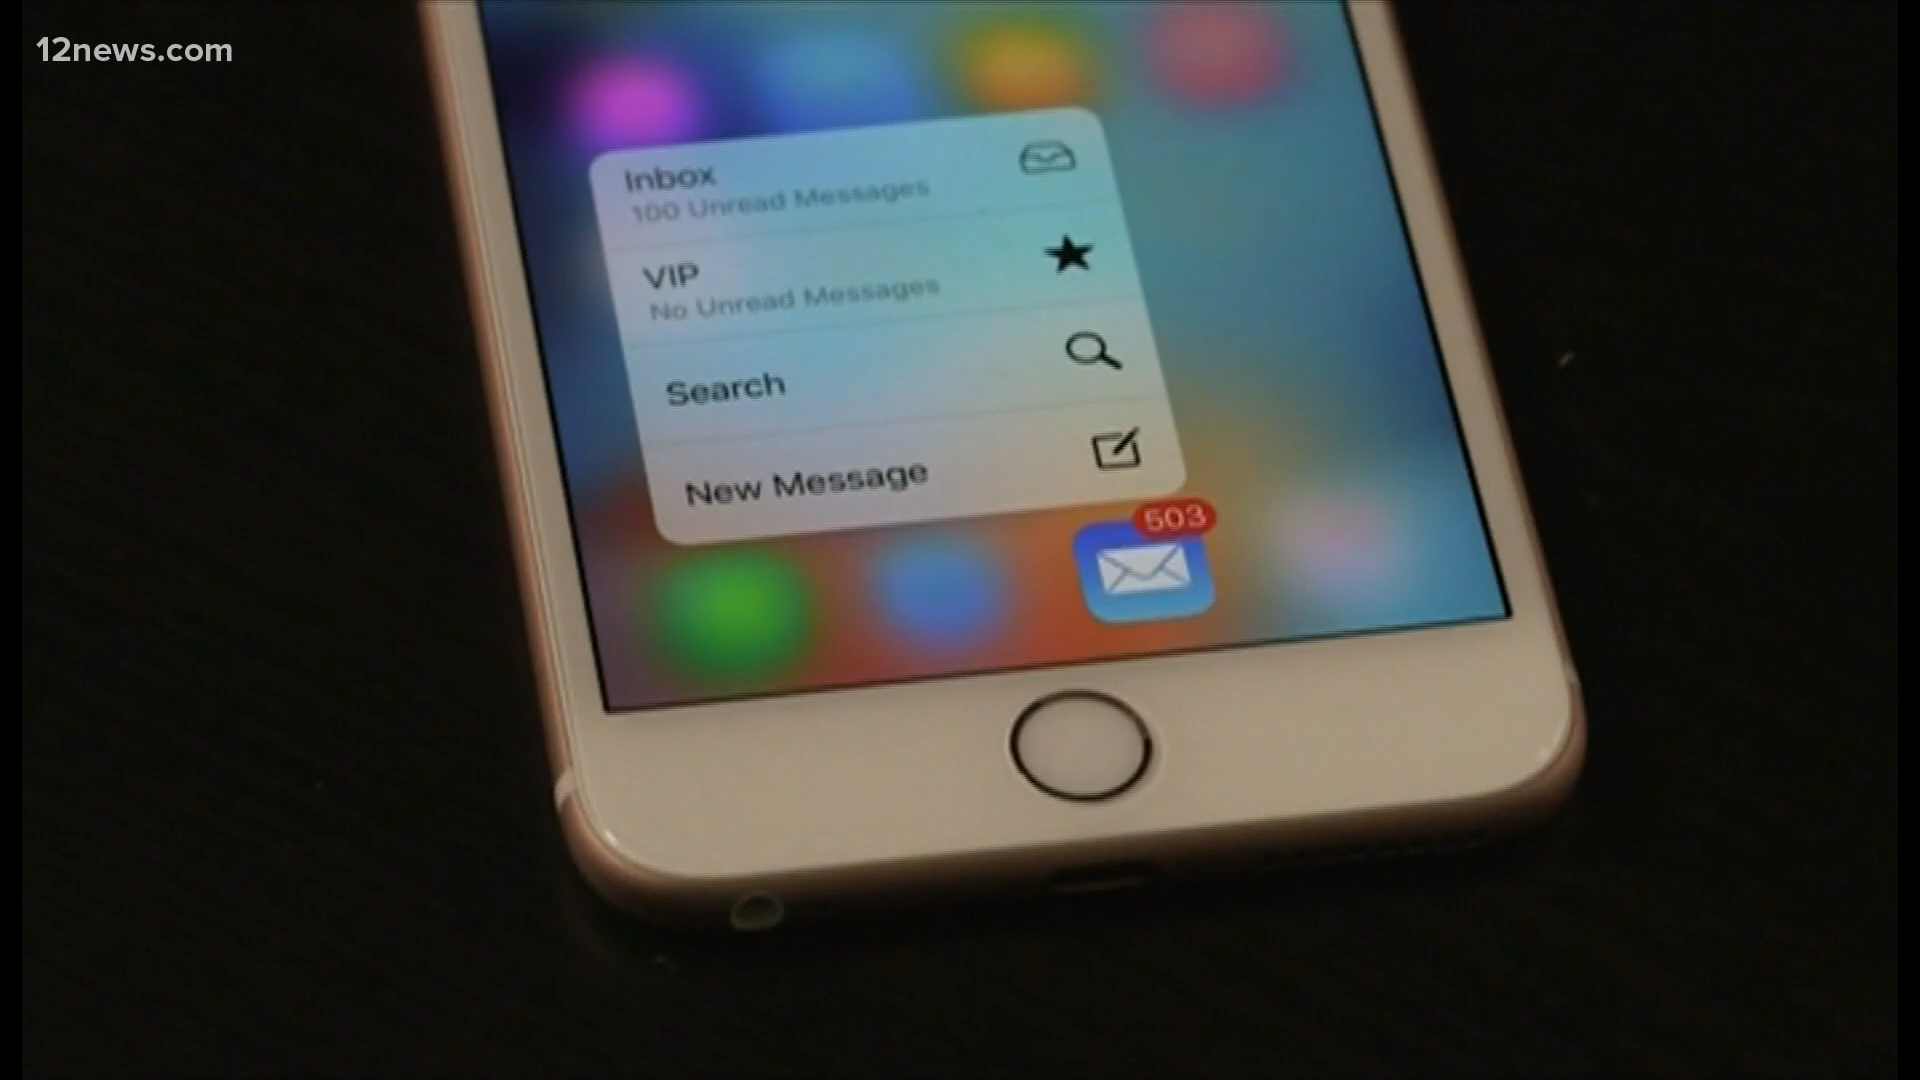 12news.com
Inbox
100 Unread Messages
VIP
No Unread Messages
Search
New Message
503